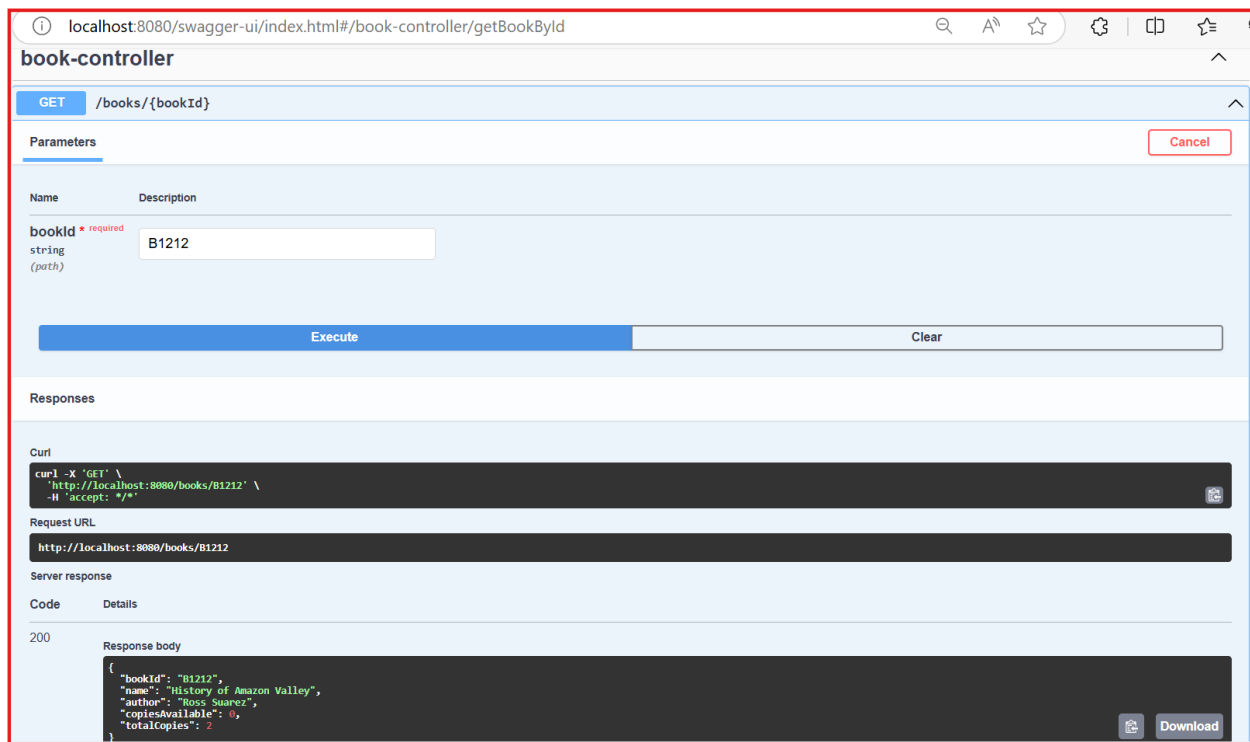 localhost:8080/swagger-ui/index.html#/book-controller/getBookById
book-controller
GET /books/{bookId}
Parameters
Cancel
Name Description
bookId * required
string
(path)
B1212
Execute Clear
Responses
Curl
curl -X 'GET' \
'http://localhost:8080/books/B1212' \
-H 'accept: */*'
Request URL
http://localhost:8080/books/B1212
Server response
Code Details
200
Response body
{
"bookId": "B1212",
"name": "History of Amazon Valley",
"author": "Ross Suarez",
"copiesAvailable": 0,
"totalCopies": 2
}
Download